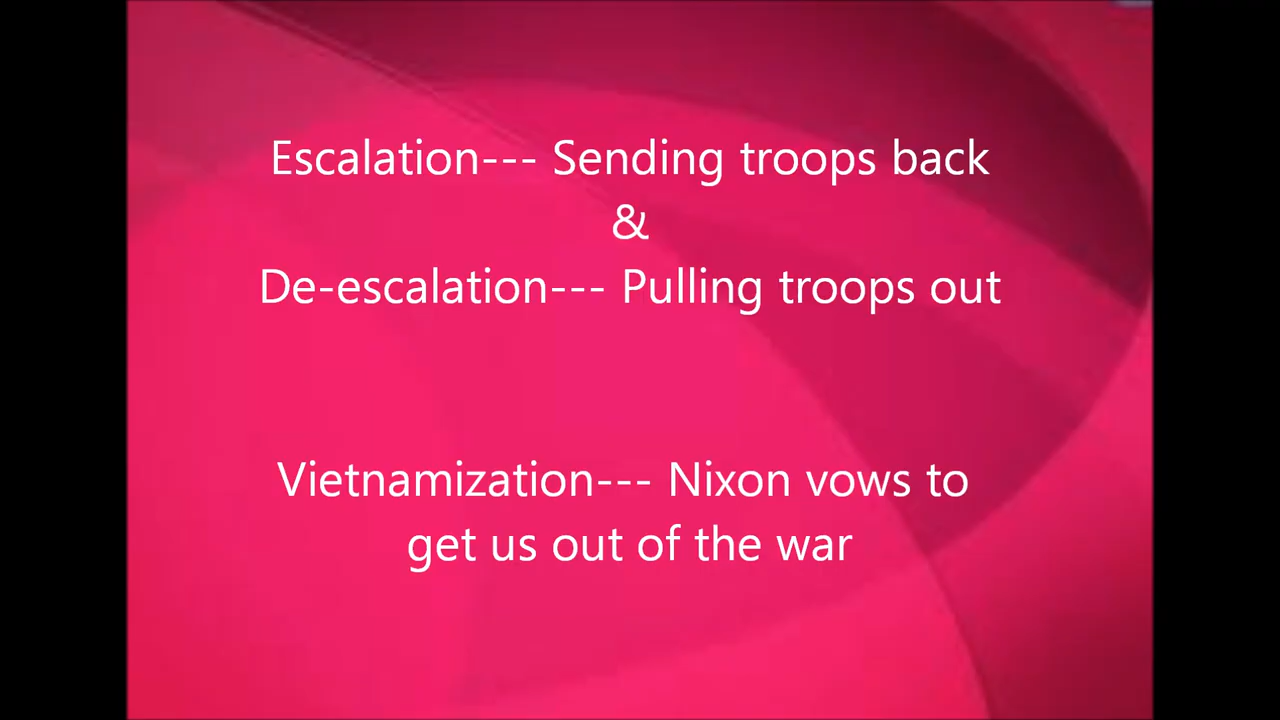 Escalation--- Sending troops back
&
De-escalation--- Pulling troops out
Vietnamization--- Nixon vows to
get us out of the war